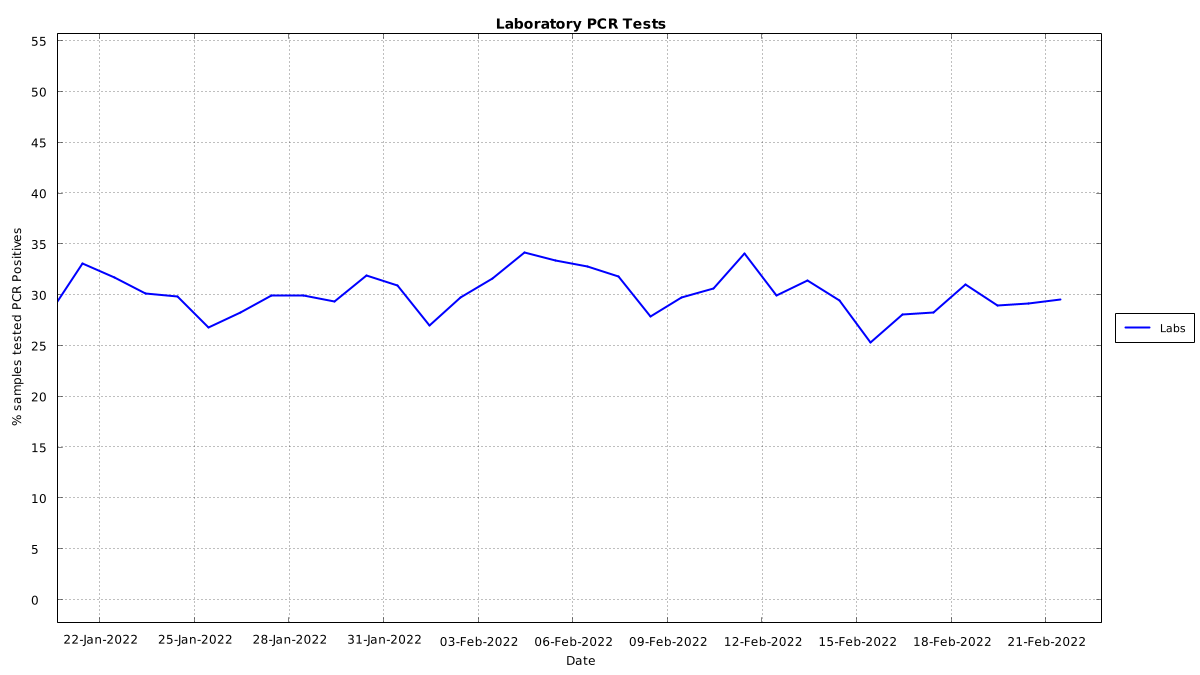 Laboratory PCR Tests
55
50
45
40
35
30
25
20
15
10
5
0
% samples tested PCR Positives
22-Jan-2022 25-Jan-2022 28-Jan-2022 31-Jan-2022 03-Feb-2022 06-Feb-2022 09-Feb-2022 12-Feb-2022 15-Feb-2022 18-Feb-2022 21-Feb-2022
Date
Labs